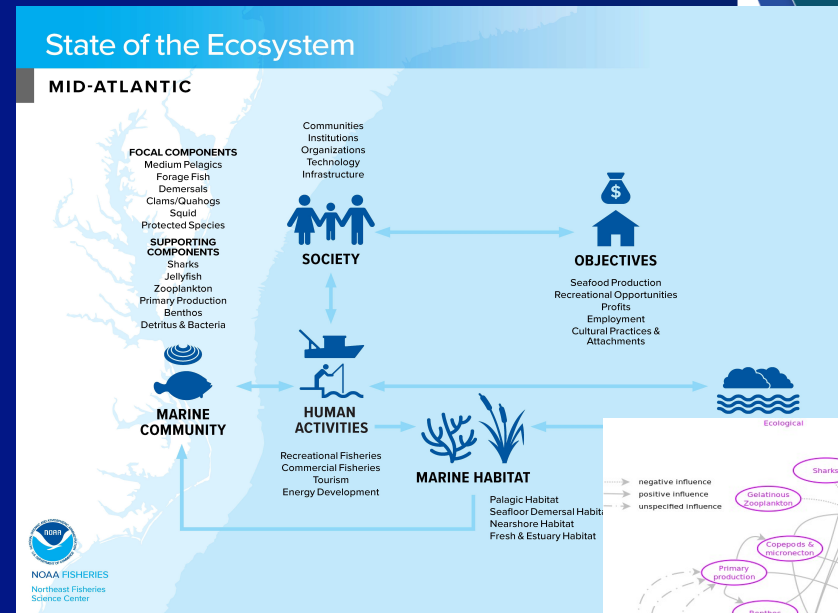 State of the Ecosystem
MID-ATLANTIC
FOCAL COMPONENTS
Medium Pelagics
Forage Fish
Demersals
Clams/Quahogs
Squid
Protected Species
SUPPORTING
COMPONENTS
Sharks
Jellyfish
Zooplankton
Primary Production
Benthos
Detritus & Bacteria
MARINE
COMMUNITY
Communities
Institutions
Organizations
Technology
Infrastructure
SOCIETY
$
OBJECTIVES
Seafood Production
Recreational Opportunities
Profits
Employment
Cultural Practices &
Attachments
HUMAN
ACTIVITIES
Recreational Fisheries
Commercial Fisheries
Tourism
Energy Development
MARINE HABITAT
Palagic Habitat
Seafloor Demersal
Nearshore Habitat
Fresh & Estuary Habitat
Ecological
negative influence
positive influence
unspecified influence
Sharks
Gelatinous
Zooplankton
Copepods &
micronecton
Primary
production
NOAA
NOAA FISHERIES
Northeast Fisheries
Science Center